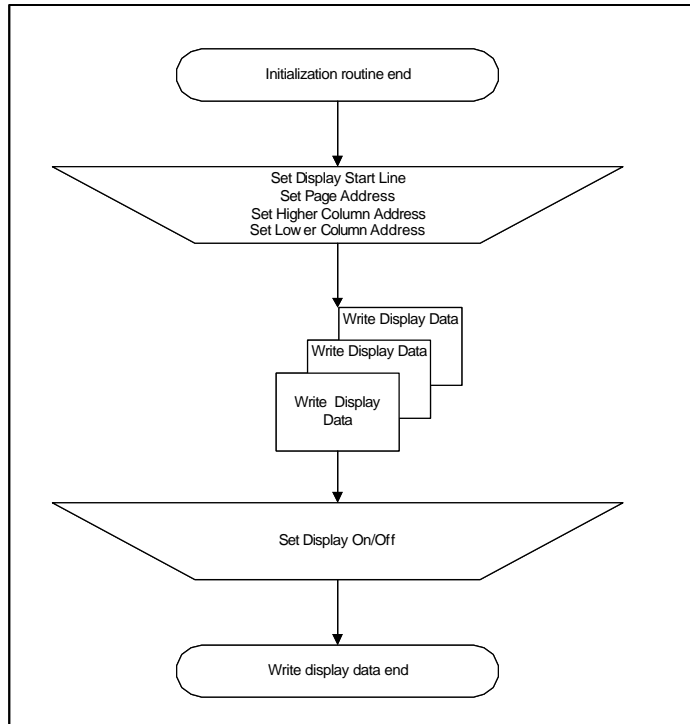 Initialization routine end
Set Display Start Line
Set Page Address
Set Higher Column Address
Set Lower Column Address
Write Display Data
Write Display Data
Write Display
Data
Set Display On/Off
Write display data end